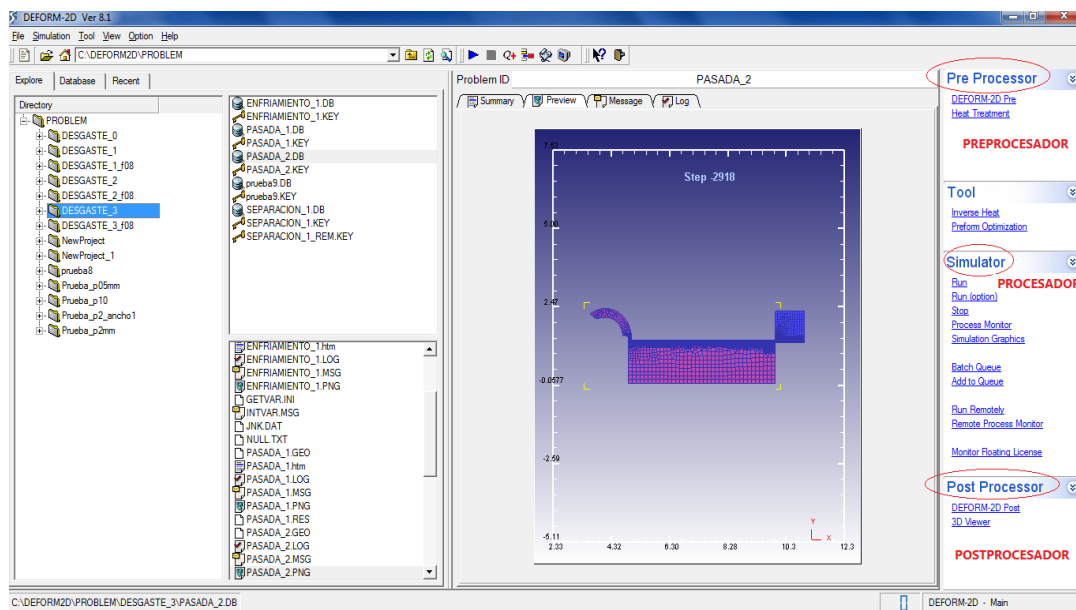 DEFORM-2D Ver 8.1
File Simulation Tool View Option Help
C:\DEFORM2D\PROBLEM
Explore Database Recent
Directory
PROBLEM
DESGASTE_0
DESGASTE_1
DESGASTE_1_f08
DESGASTE_2
DESGASTE_2_f08
DESGASTE_3
DESGASTE_3_f08
NewProject
NewProject_1
prueba8
Prueba_p05mm
Prueba_p10
Prueba_p2_ancho1
Prueba_p2mm
ENFRIAMIENTO_1.DB
ENFRIAMIENTO_1.KEY
PASADA_1.DB
PASADA_1.KEY
PASADA_2.DB
PASADA_2.KEY
prueba9.DB
prueba9.KEY
SEPARACION_1.DB
SEPARACION_1.KEY
SEPARACION_1_REM.KEY
ENFRIAMIENTO_1.htm
ENFRIAMIENTO_1.LOG
ENFRIAMIENTO_1.MSG
ENFRIAMIENTO_1.PNG
GETVAR.INI
INTVAR.MSG
JNK.DAT
NULL.TXT
PASADA_1.GEO
PASADA_1.htm
PASADA_1.LOG
PASADA_1.MSG
PASADA_1.PNG
PASADA_1.RES
PASADA_2.GEO
PASADA_2.LOG
PASADA_2.MSG
PASADA_2.PNG
Problem ID PASADA_2
Summary Preview Message Log
7.53
Step -2918
5.00
2.47
-0.0677
-2.59
-5.11
2.33 4.32 6.30 8.28 10.3 12.3
Y
X
Pre Processor
DEFORM-2D Pre
Heat Treatment
PREPROCESADOR
Tool
Inverse Heat
Preform Optimization
Simulator
Run
PROCESADOR
Run (option)
Stop
Process Monitor
Simulation Graphics
Batch Queue
Add to Queue
Run Remotely
Remote Process Monitor
Monitor Floating License
Post Processor
DEFORM-2D Post
3D Viewer
POSTPROCESADOR
C:\DEFORM2D\PROBLEM\DESGASTE_3\PASADA_2.DB
DEFORM-2D - Main